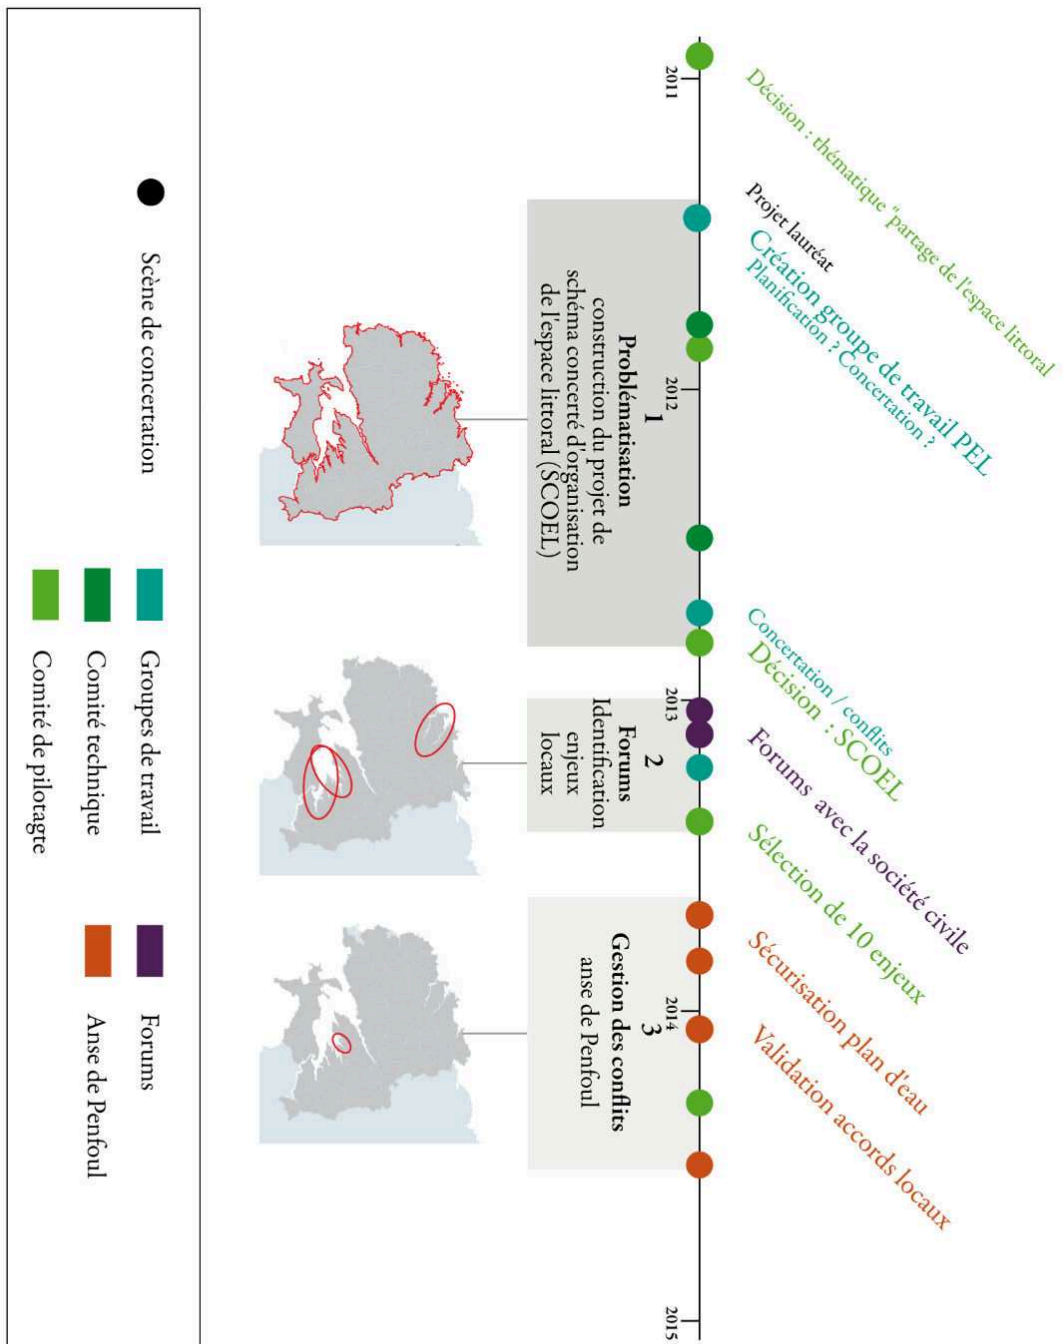 Décision : thématique "partage de l'espace littoral
Projet lauréat
Création groupe de travail PEL
Planification ? Concertation ?
Concertation / conflits
Décision : SCOEL
Forums avec la société civile
Sélection de 10 enjeux
Sécurisation plan d'eau
Validation accords locaux
2011
2012
2013
2014
2015
1
Problématisation
construction du projet de
schéma concerté d'organisation
de l'espace littoral (SCOEL)
2
Forums
Identification
enjeux
locaux
3
Gestion des conflits
anse de Penfoul
Scène de concertation
Groupes de travail
Comité technique
Comité de pilotagte
Forums
Anse de Penfoul